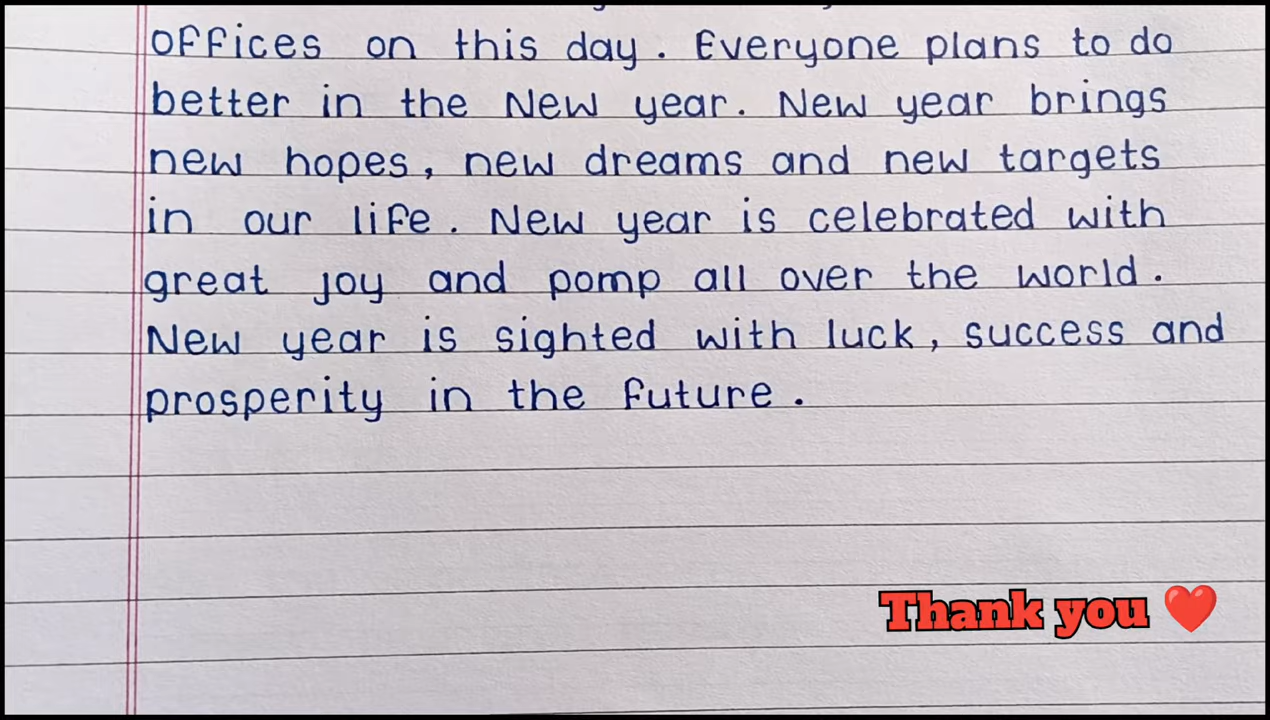 offices on this day. Everyone plans to do
better in the New year. New year brings
new hopes, new dreams and new targets
in our life. New year is celebrated with
great joy and pomp all over the world.
New year is sighted with luck, success and
prosperity in the future.
Thank you ❤️